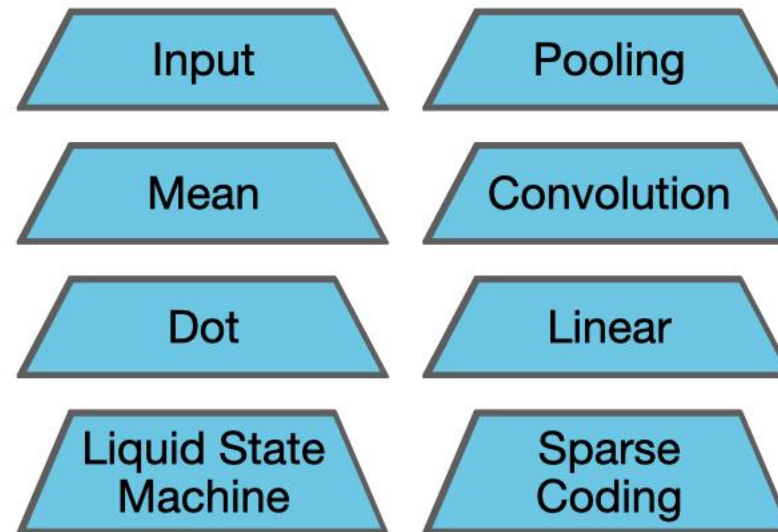 Input
Pooling
Mean
Convolution
Dot
Linear
Liquid State
Machine
Sparse
Coding